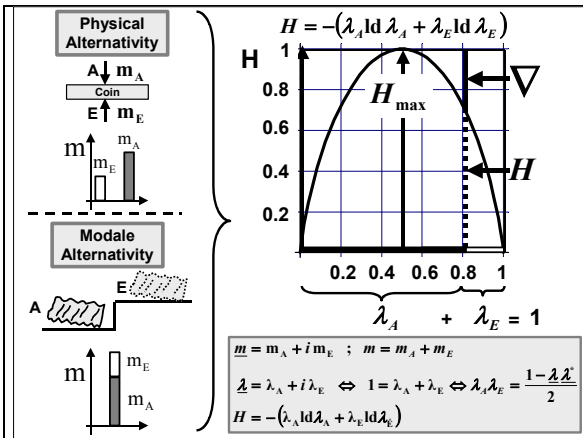 Physical
Alternativity
A m_A
Coin
E m_E
m
m_E
m_A
Modale
Alternativity
A
E
m
m_E
m_A
H = −(λ_A ld λ_A + λ_E ld λ_E)
H
1
0.8
0.6
0.4
0.2
H_max
∇
H
0.2 0.4 0.6 0.8 1
λ_A + λ_E = 1
m = m_A + i m_E ; m = m_A + m_E
λ = λ_A + i λ_E ⇔ 1 = λ_A + λ_E ⇔ λ_A λ_E = (1 − λ λ*)/2
H = −(λ_A ld λ_A + λ_E ld λ_E)